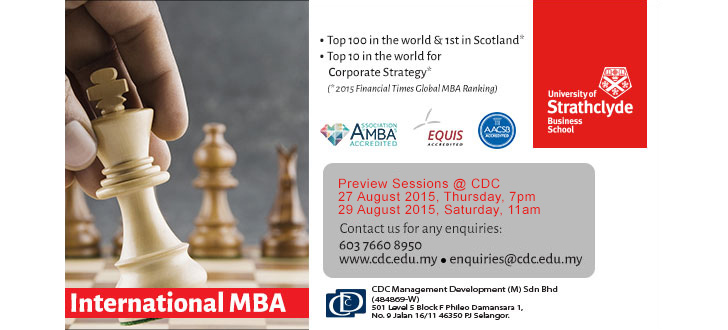 • Top 100 in the world & 1st in Scotland*
• Top 10 in the world for
Corporate Strategy*
(* 2015 Financial Times Global MBA Ranking)
University of
Strathclyde
Business
School
ASSOCIATION
AMBA
ACCREDITED
EQUIS
ACCREDITED
AACSB
ACCREDITED
Preview Sessions @ CDC
27 August 2015, Thursday, 7pm
29 August 2015, Saturday, 11am
Contact us for any enquiries:
603 7660 8950
www.cdc.edu.my • enquiries@cdc.edu.my
International MBA
CDC Management Development (M) Sdn Bhd
(484869-W)
501 Level 5 Block F Phileo Damansara 1,
No. 9 Jalan 16/11 46350 PJ Selangor.